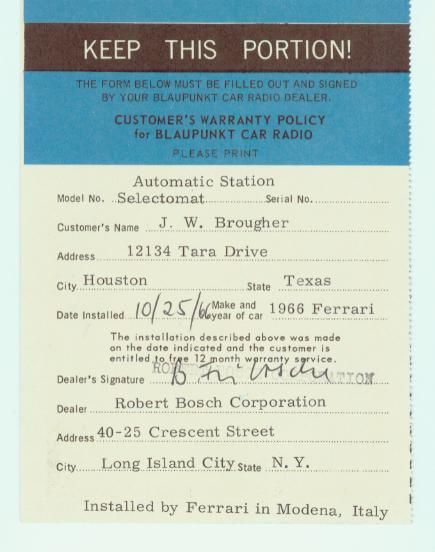 KEEP THIS PORTION!
THE FORM BELOW MUST BE FILLED OUT AND SIGNED
BY YOUR BLAUPUNKT CAR RADIO DEALER.
CUSTOMER'S WARRANTY POLICY
for BLAUPUNKT CAR RADIO
PLEASE PRINT
Automatic Station
Model No. Selectomat Serial No.
Customer's Name J. W. Brougher
Address 12134 Tara Drive
City Houston State Texas
Date Installed 10/25/66 Make and year of car 1966 Ferrari
The installation described above was made
on the date indicated and the customer is
entitled to free 12 month warranty service.
Dealer's Signature
Dealer Robert Bosch Corporation
Address 40-25 Crescent Street
City Long Island City State N. Y.
Installed by Ferrari in Modena, Italy